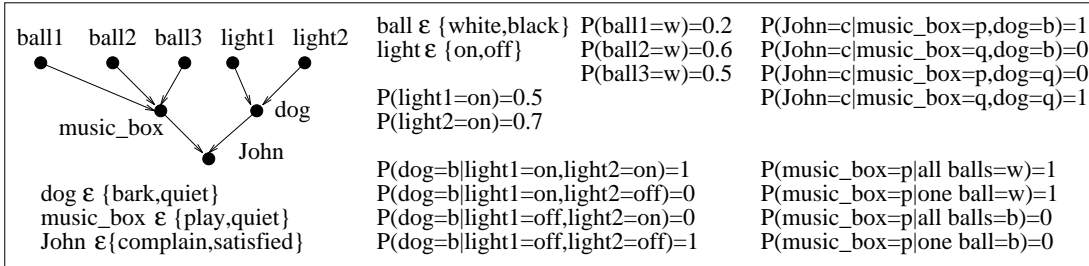 ball1 ball2 ball3 light1 light2
music_box
dog
John
dog ε {bark,quiet}
music_box ε {play,quiet}
John ε{complain,satisfied}
ball ε {white,black} P(ball1=w)=0.2
light ε {on,off} P(ball2=w)=0.6
P(ball3=w)=0.5
P(light1=on)=0.5
P(light2=on)=0.7
P(dog=b|light1=on,light2=on)=1
P(dog=b|light1=on,light2=off)=0
P(dog=b|light1=off,light2=on)=0
P(dog=b|light1=off,light2=off)=1
P(John=c|music_box=p,dog=b)=1
P(John=c|music_box=q,dog=b)=0
P(John=c|music_box=p,dog=q)=0
P(John=c|music_box=q,dog=q)=1
P(music_box=p|all balls=w)=1
P(music_box=p|one ball=w)=1
P(music_box=p|all balls=b)=0
P(music_box=p|one ball=b)=0